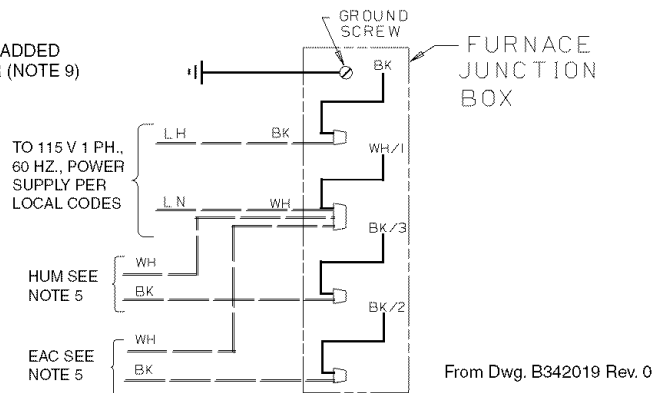 GROUND
SCREW
ADDED
(NOTE 9)
FURNACE
JUNCTION
BOX
BK
TO 115 V 1 PH.,
60 HZ., POWER
SUPPLY PER
LOCAL CODES
LH
BK
WH/1
LN
WH
BK/3
HUM SEE
NOTE 5
WH
BK
BK/2
EAC SEE
NOTE 5
WH
BK
From Dwg. B342019 Rev. 0